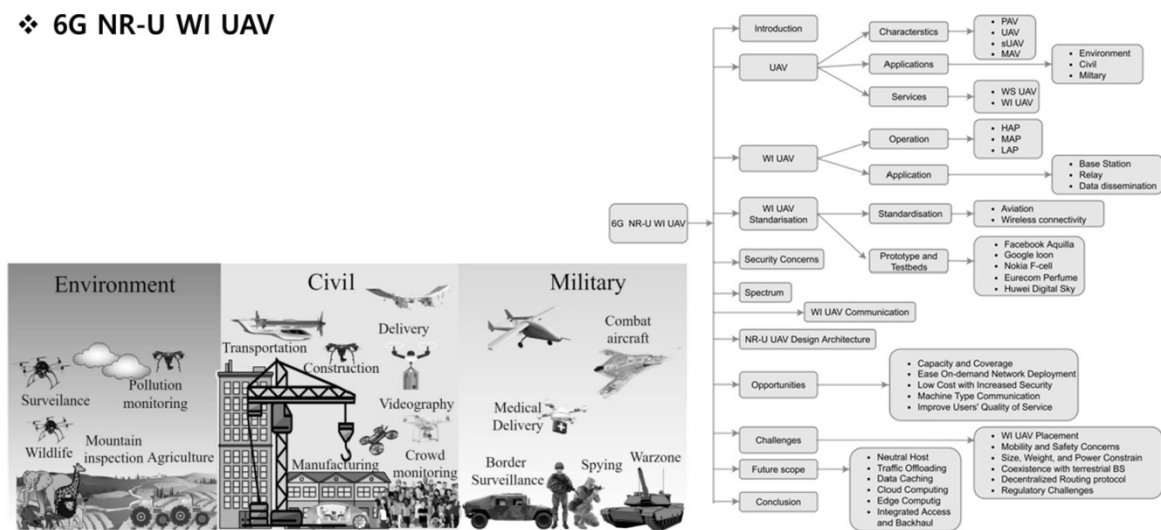 ❖ 6G NR-U WI UAV
Environment
Surveilance
Pollution
monitoring
Wildlife
Mountain
inspection
Agriculture
Civil
Delivery
Transportation
Construction
Videography
Manufacturing
Crowd
monitoring
Military
Combat
aircraft
Medical
Delivery
Border
Surveillance
Spying
Warzone
6G NR-U WI UAV
Introduction
UAV
Characterstics
• PAV
• UAV
• sUAV
• MAV
Applications
• Environment
• Civil
• Miltary
Services
• WS UAV
• WI UAV
WI UAV
Operation
• HAP
• MAP
• LAP
Application
• Base Station
• Relay
• Data dissemination
WI UAV
Standarisation
Standardisation
• Aviation
• Wireless connectivity
Prototype and
Testbeds
• Facebook Aquilla
• Google loon
• Nokia F-cell
• Eurecom Perfume
• Huwei Digital Sky
Security Concerns
Spectrum
WI UAV Communication
NR-U UAV Design Architecture
Opportunities
• Capacity and Coverage
• Ease On-demand Network Deployment
• Low Cost with Increased Security
• Machine Type Communication
• Improve Users' Quality of Service
Challenges
• WI UAV Placement
• Mobility and Safety Concerns
• Size, Weight, and Power Constrain
• Coexistence with terrestrial BS
• Decentralized Routing protocol
• Regulatory Challenges
Future scope
• Neutral Host
• Traffic Offloading
• Data Caching
• Cloud Computing
• Edge Computig
• Integrated Access
and Backhaul
Conclusion